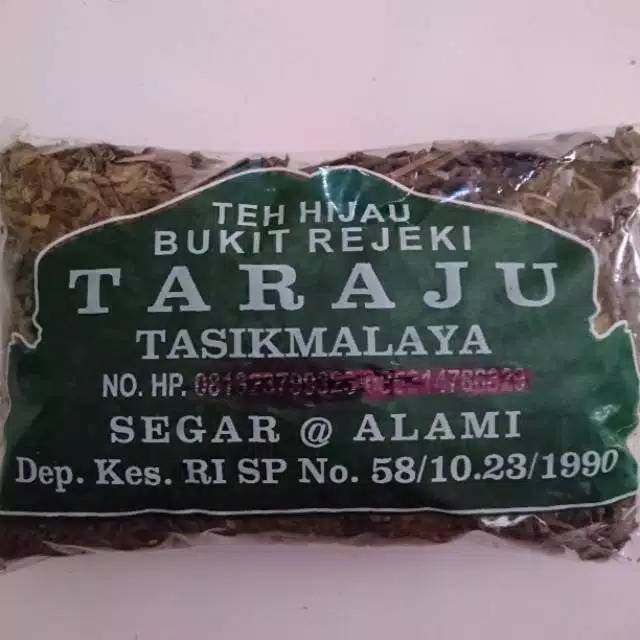 TEH HIJAU
BUKIT REJEKI
TARAJU
TASIKMALAYA
NO. HP.
SEGAR @ ALAMI
Dep. Kes. RI SP No. 58/10.23/1990